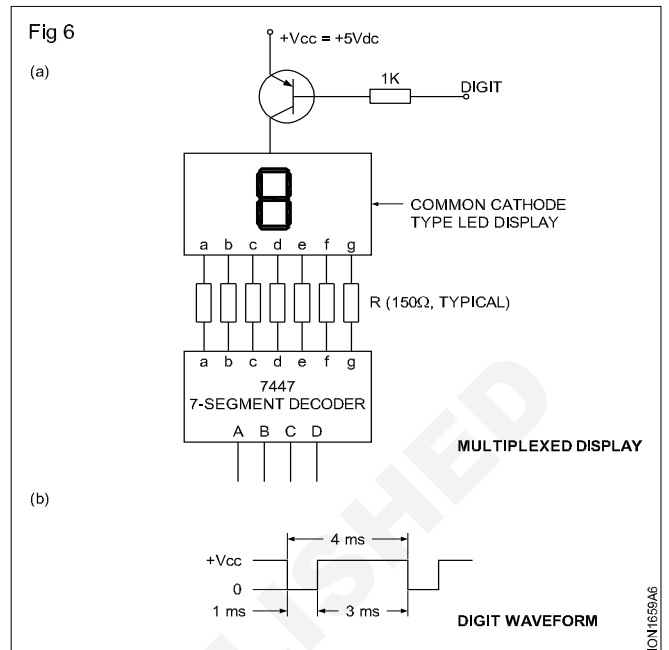 Fig 6
(a)
+Vcc = +5Vdc
1K
DIGIT
COMMON CATHODE
TYPE LED DISPLAY
a b c d e f g
R (150Ω, TYPICAL)
a b c d e f g
7447
7-SEGMENT DECODER
A B C D
MULTIPLEXED DISPLAY
(b)
4 ms
+Vcc
0
1 ms
3 ms
DIGIT WAVEFORM
ION1659A6